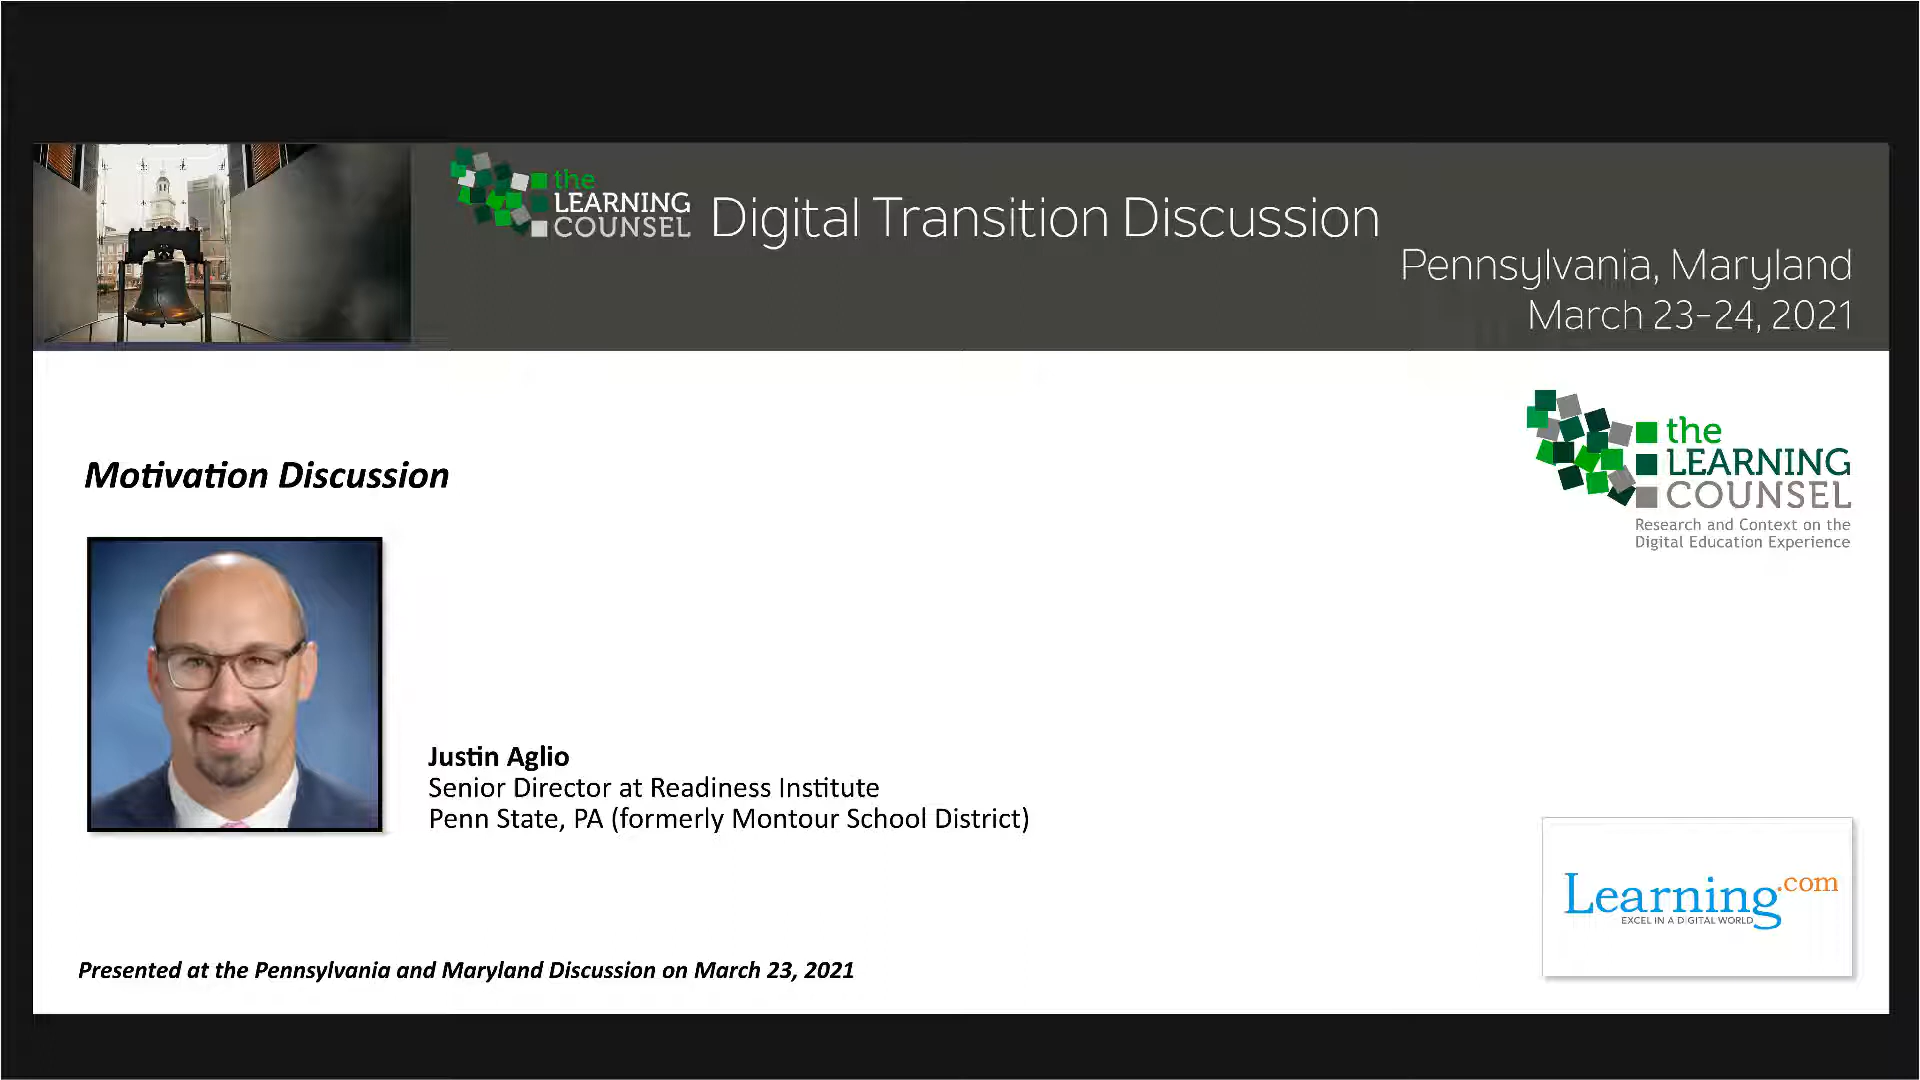 the
LEARNING
COUNSEL
Digital Transition Discussion
Pennsylvania, Maryland
March 23-24, 2021
Motivation Discussion
the
LEARNING
COUNSEL
Research and Context on the
Digital Education Experience
Justin Aglio
Senior Director at Readiness Institute
Penn State, PA (formerly Montour School District)
Learning.com
EXCEL IN A DIGITAL WORLD
Presented at the Pennsylvania and Maryland Discussion on March 23, 2021